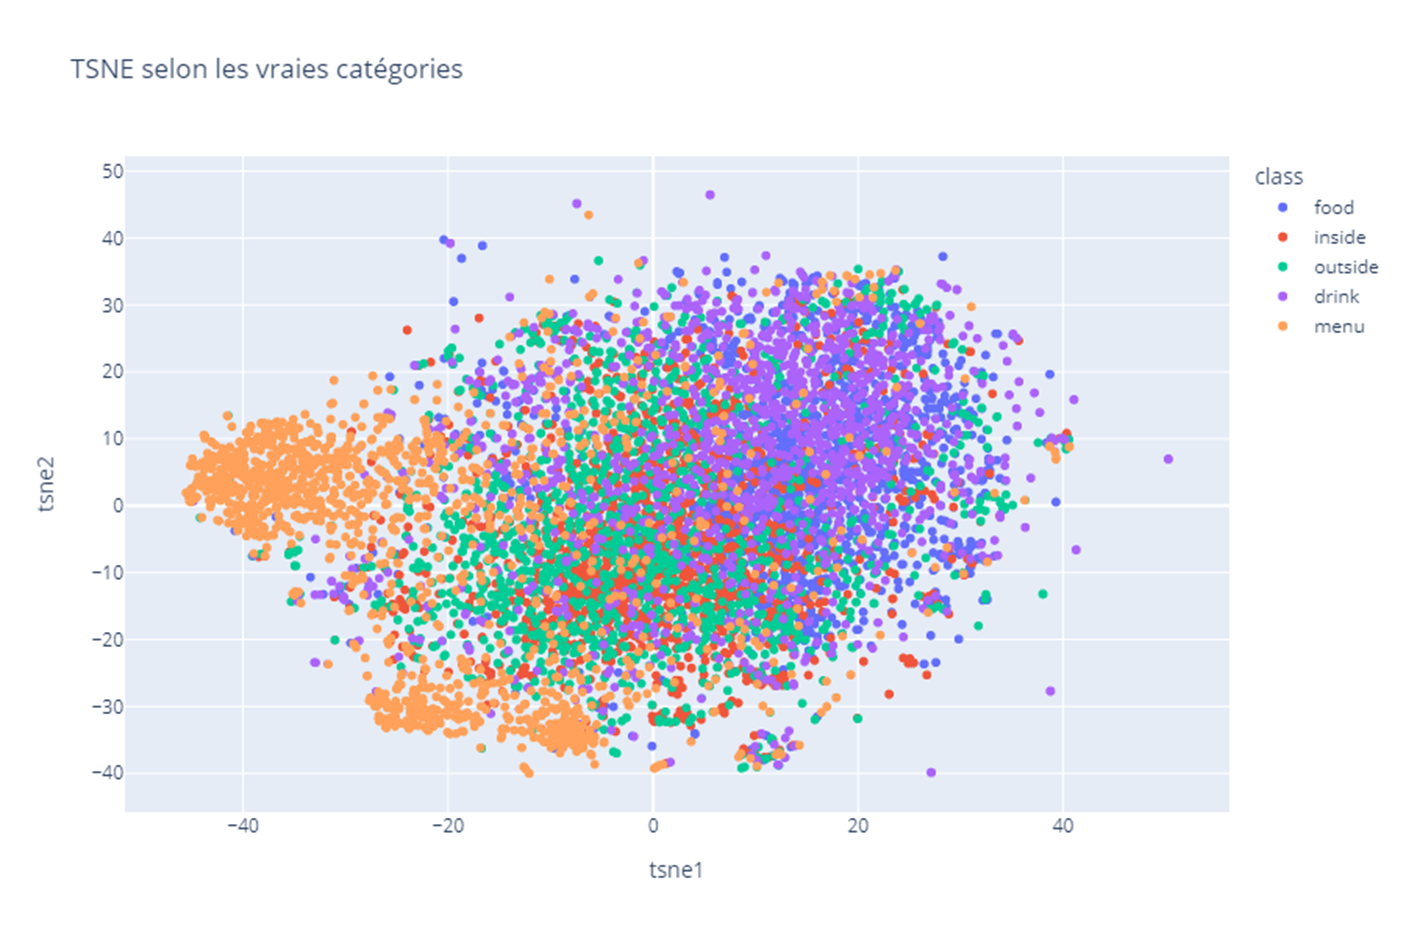 TSNE selon les vraies catégories
50
40
30
20
10
0
−10
−20
−30
−40
tsne2
−40
−20
0
20
40
tsne1
class
food
inside
outside
drink
menu